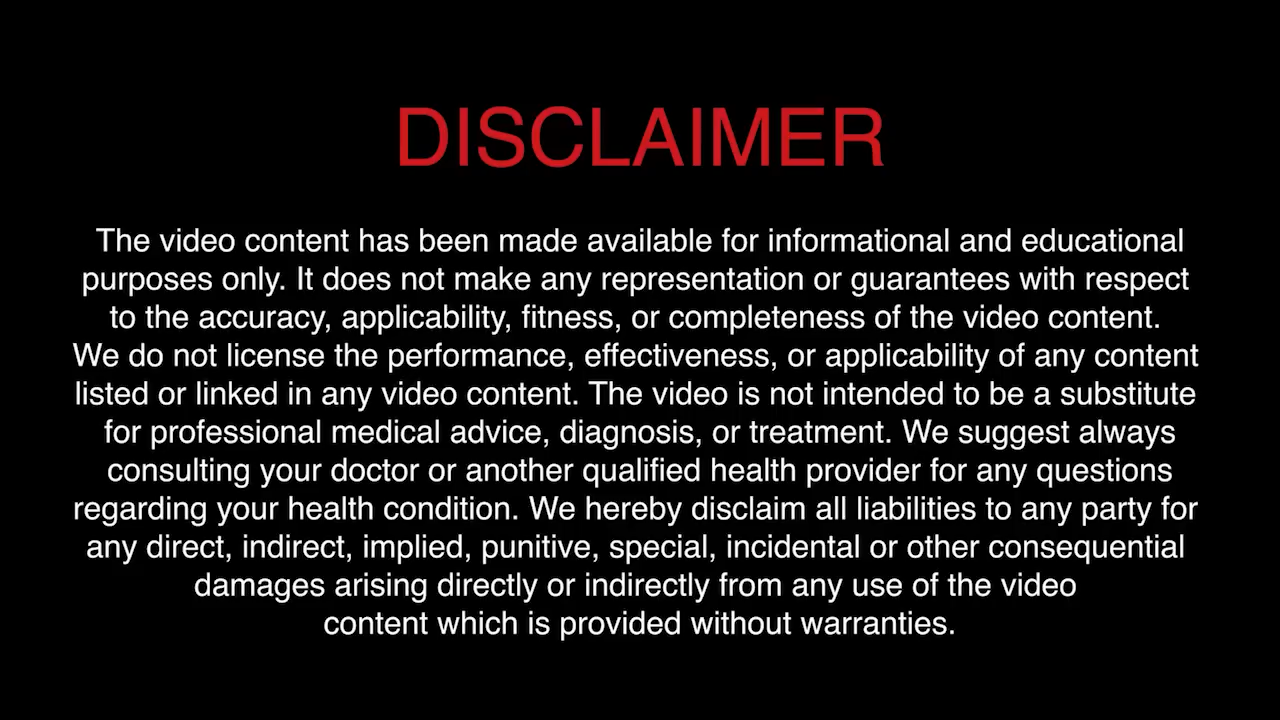 DISCLAIMER
The video content has been made available for informational and educational
purposes only. It does not make any representation or guarantees with respect
to the accuracy, applicability, fitness, or completeness of the video content.
We do not license the performance, effectiveness, or applicability of any content
listed or linked in any video content. The video is not intended to be a substitute
for professional medical advice, diagnosis, or treatment. We suggest always
consulting your doctor or another qualified health provider for any questions
regarding your health condition. We hereby disclaim all liabilities to any party for
any direct, indirect, implied, punitive, special, incidental or other consequential
damages arising directly or indirectly from any use of the video
content which is provided without warranties.